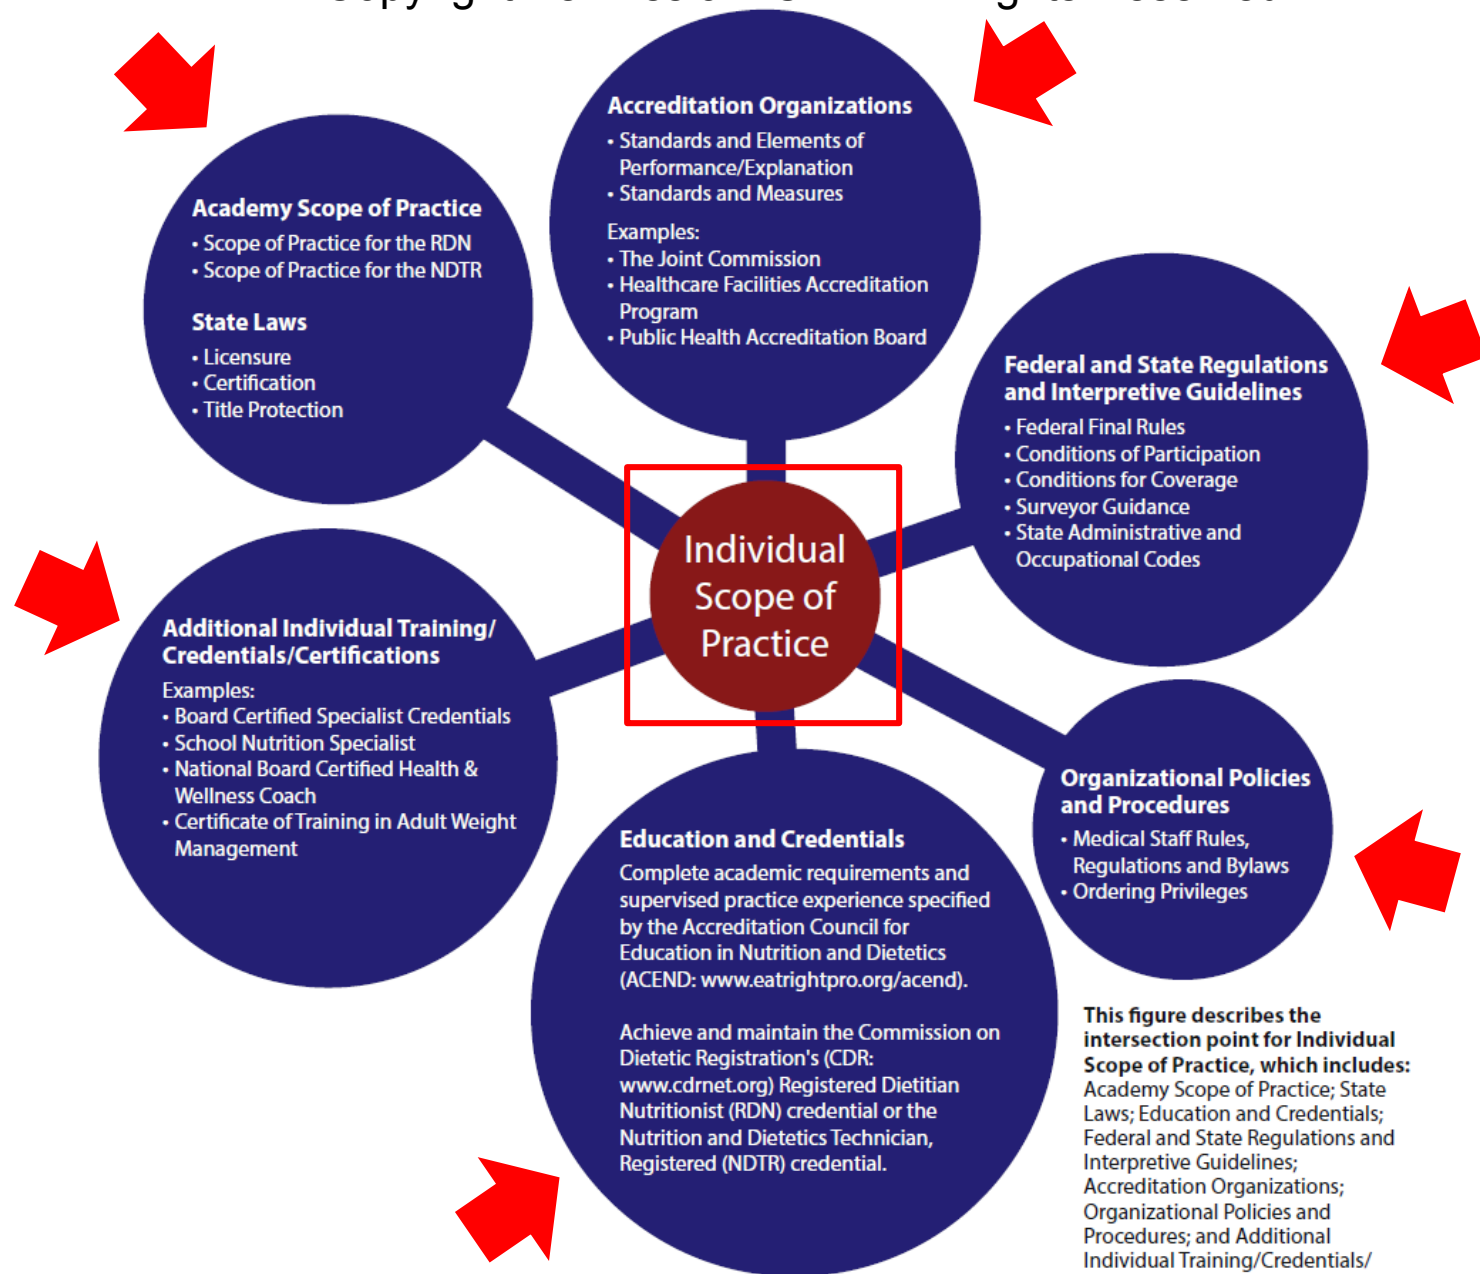 Accreditation Organizations
• Standards and Elements of
Performance/Explanation
• Standards and Measures
Examples:
• The Joint Commission
• Healthcare Facilities Accreditation
Program
• Public Health Accreditation Board
Academy Scope of Practice
• Scope of Practice for the RDN
• Scope of Practice for the NDTR
State Laws
• Licensure
• Certification
• Title Protection
Federal and State Regulations
and Interpretive Guidelines
• Federal Final Rules
• Conditions of Participation
• Conditions for Coverage
• Surveyor Guidance
• State Administrative and
Occupational Codes
Individual
Scope of
Practice
Additional Individual Training/
Credentials/Certifications
Examples:
• Board Certified Specialist Credentials
• School Nutrition Specialist
• National Board Certified Health &
Wellness Coach
• Certificate of Training in Adult Weight
Management
Organizational Policies
and Procedures
• Medical Staff Rules,
Regulations and Bylaws
• Ordering Privileges
Education and Credentials
Complete academic requirements and
supervised practice experience specified
by the Accreditation Council for
Education in Nutrition and Dietetics
(ACEND: www.eatrightpro.org/acend).
Achieve and maintain the Commission on
Dietetic Registration's (CDR:
www.cdrnet.org) Registered Dietitian
Nutritionist (RDN) credential or the
Nutrition and Dietetics Technician,
Registered (NDTR) credential.
This figure describes the
intersection point for Individual
Scope of Practice, which includes:
Academy Scope of Practice; State
Laws; Education and Credentials;
Federal and State Regulations and
Interpretive Guidelines;
Accreditation Organizations;
Organizational Policies and
Procedures; and Additional
Individual Training/Credentials/